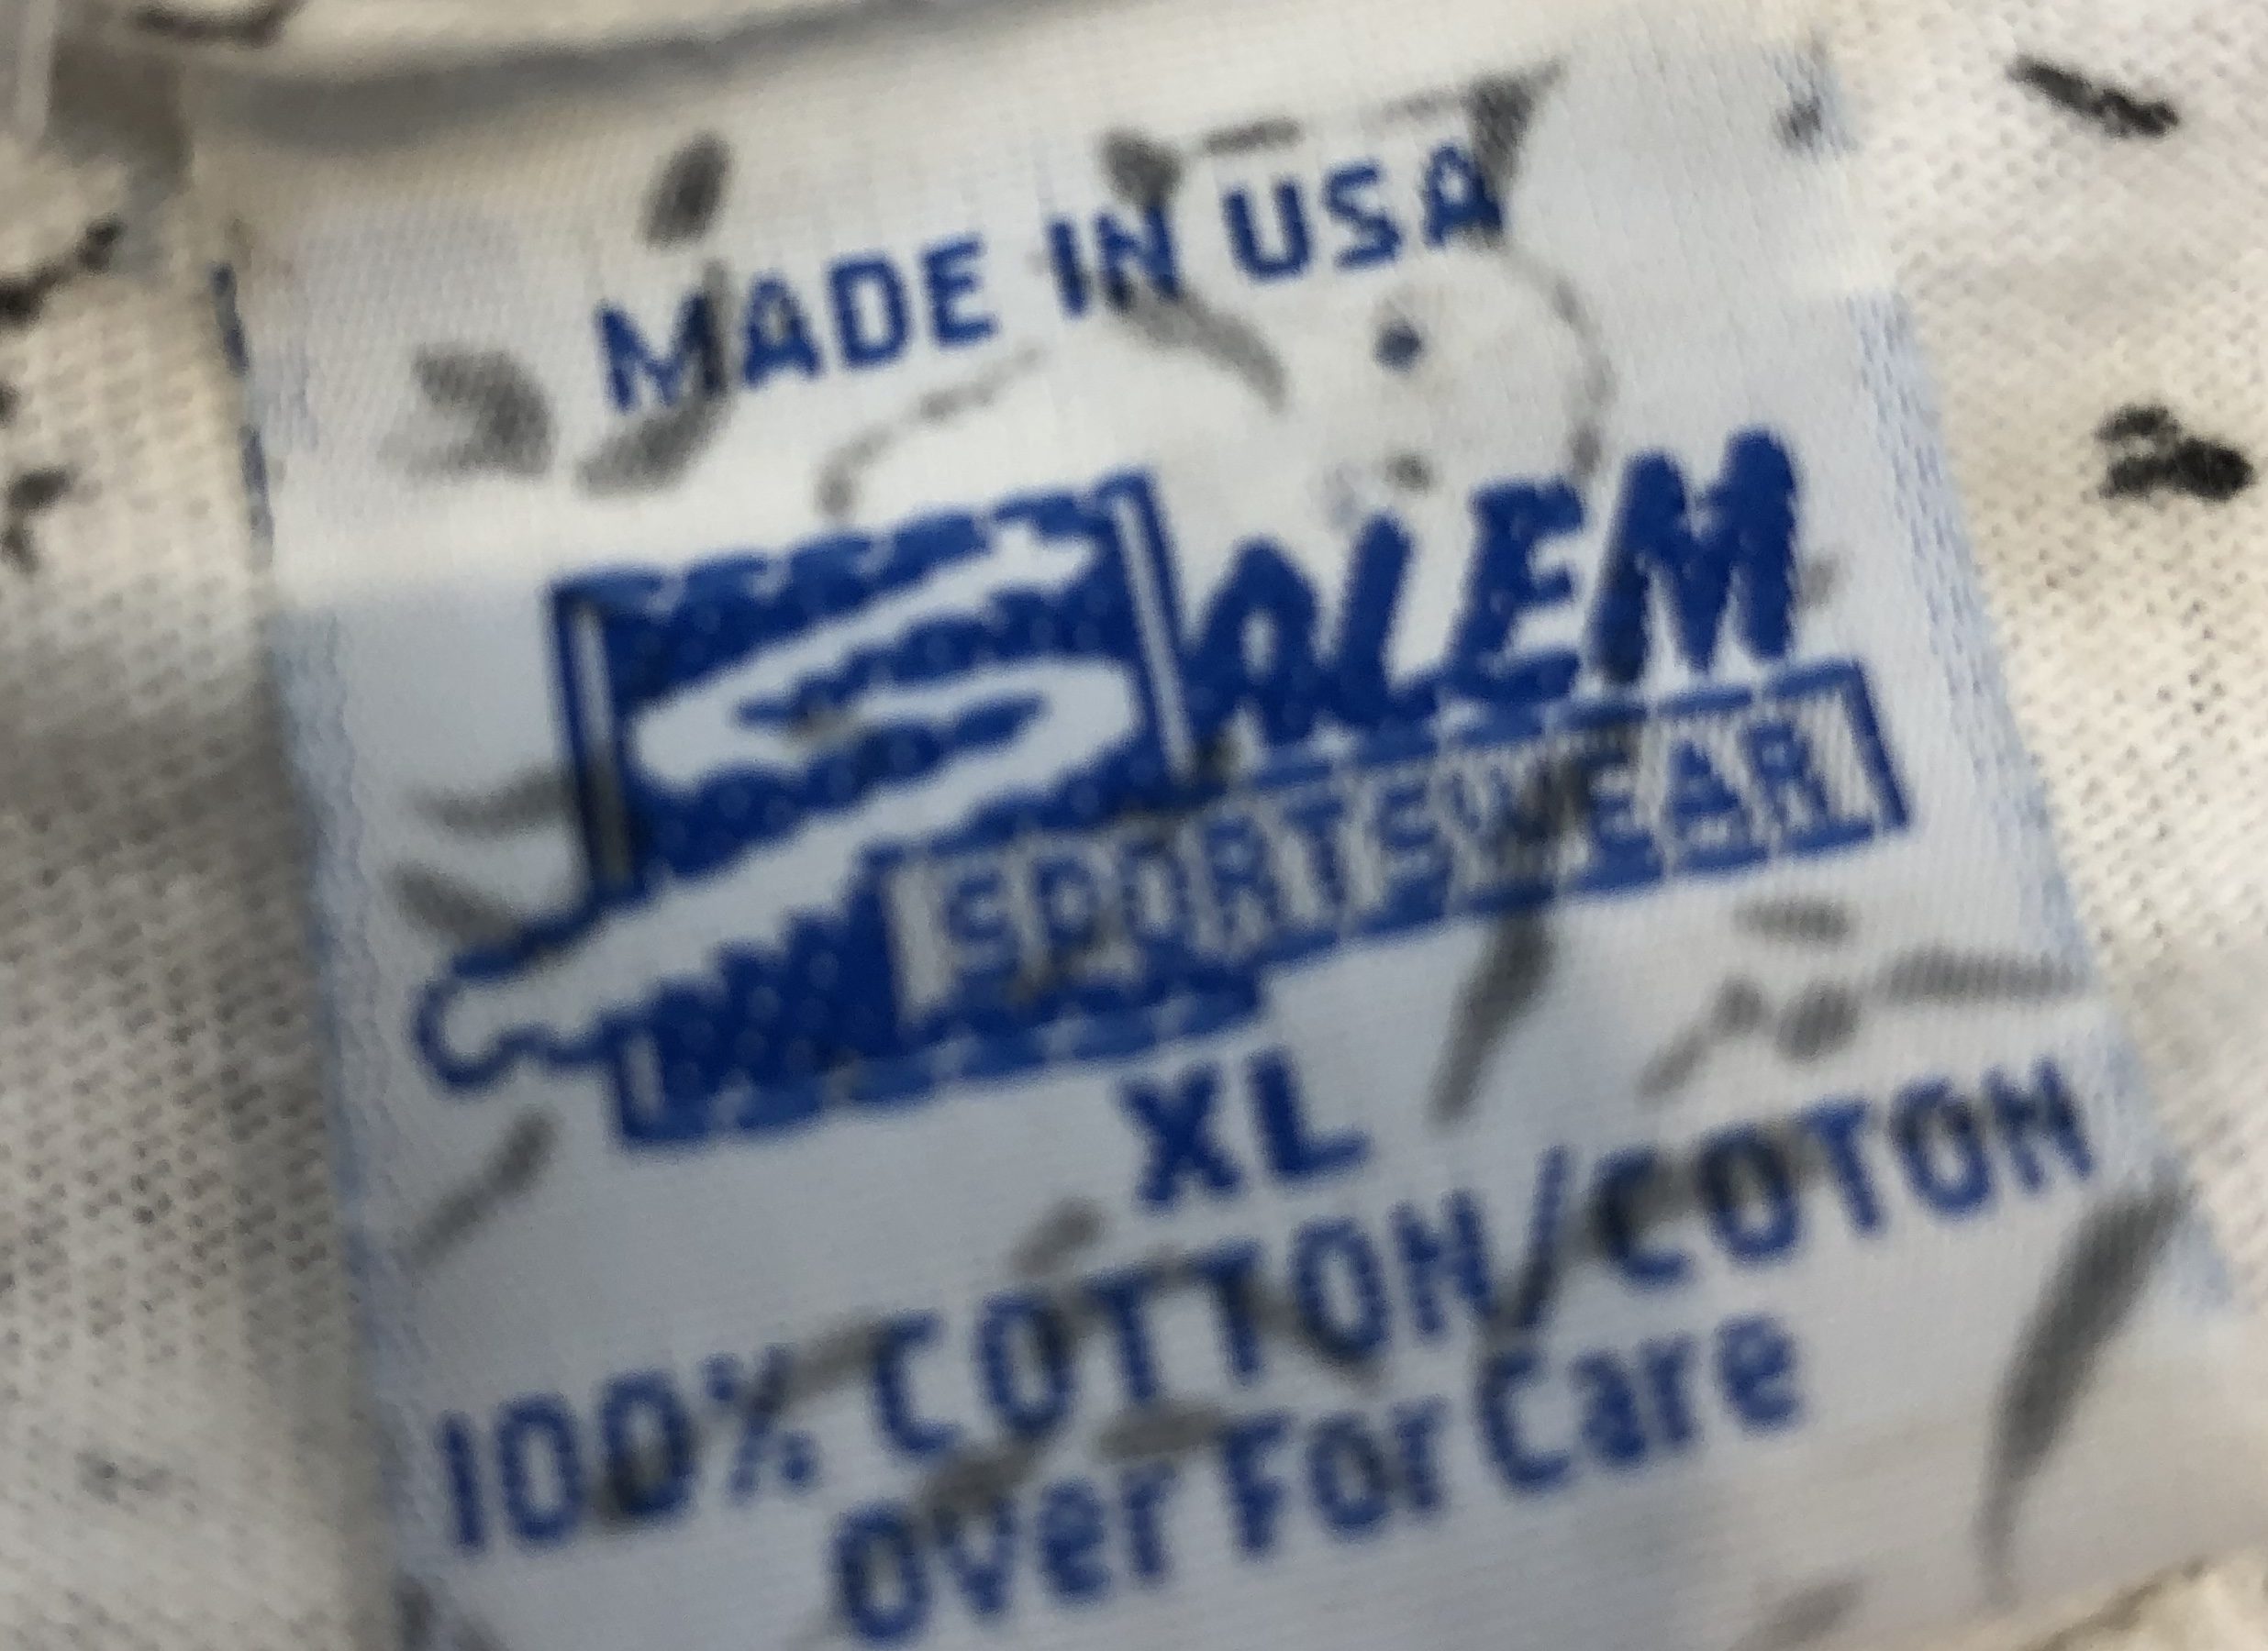 MADE IN USA
SALEM
SPORTSWEAR
XL
100% COTTON/COTON
Over For Care